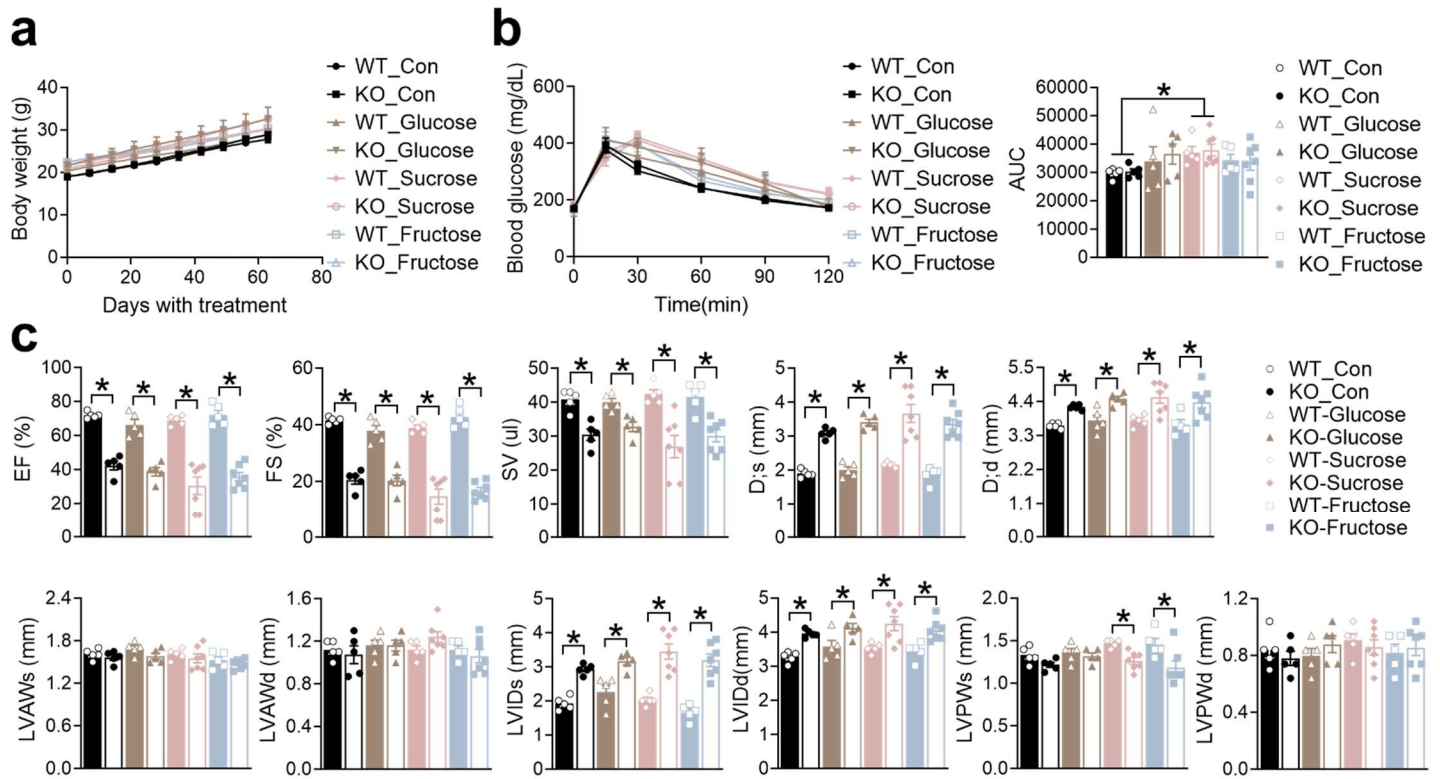 a
Body weight (g)
40
30
20
10
0
0 20 40 60 80
Days with treatment
WT_Con
KO_Con
WT_Glucose
KO_Glucose
WT_Sucrose
KO_Sucrose
WT_Fructose
KO_Fructose
b
Blood glucose (mg/dL)
600
400
200
0
0 15 30 60 90 120
Time(min)
WT_Con
KO_Con
WT_Glucose
KO_Glucose
WT_Sucrose
KO_Sucrose
WT_Fructose
KO_Fructose
AUC
60000
50000
40000
30000
20000
10000
0
*
WT_Con
KO_Con
WT_Glucose
KO_Glucose
WT_Sucrose
KO_Sucrose
WT_Fructose
KO_Fructose
c
EF (%)
100
80
60
40
20
0
* * * *
FS (%)
60
40
20
0
* * * *
SV (ul)
50
40
30
20
10
0
* * * *
D;s (mm)
5
4
3
2
1
0
* * * *
D;d (mm)
5.5
4.4
3.3
2.2
1.1
0.0
* * * *
WT_Con
KO_Con
WT-Glucose
KO-Glucose
WT-Sucrose
KO-Sucrose
WT-Fructose
KO-Fructose
LVAWs (mm)
2.4
1.8
1.2
0.6
0.0
LVAWd (mm)
1.6
1.2
0.8
0.4
0.0
LVIDs (mm)
5
4
3
2
1
0
* * * *
LVIDd(mm)
5
4
3
2
1
0
* * * *
LVPWs (mm)
2.0
1.5
1.0
0.5
0.0
* *
LVPWd (mm)
1.2
0.8
0.4
0.0